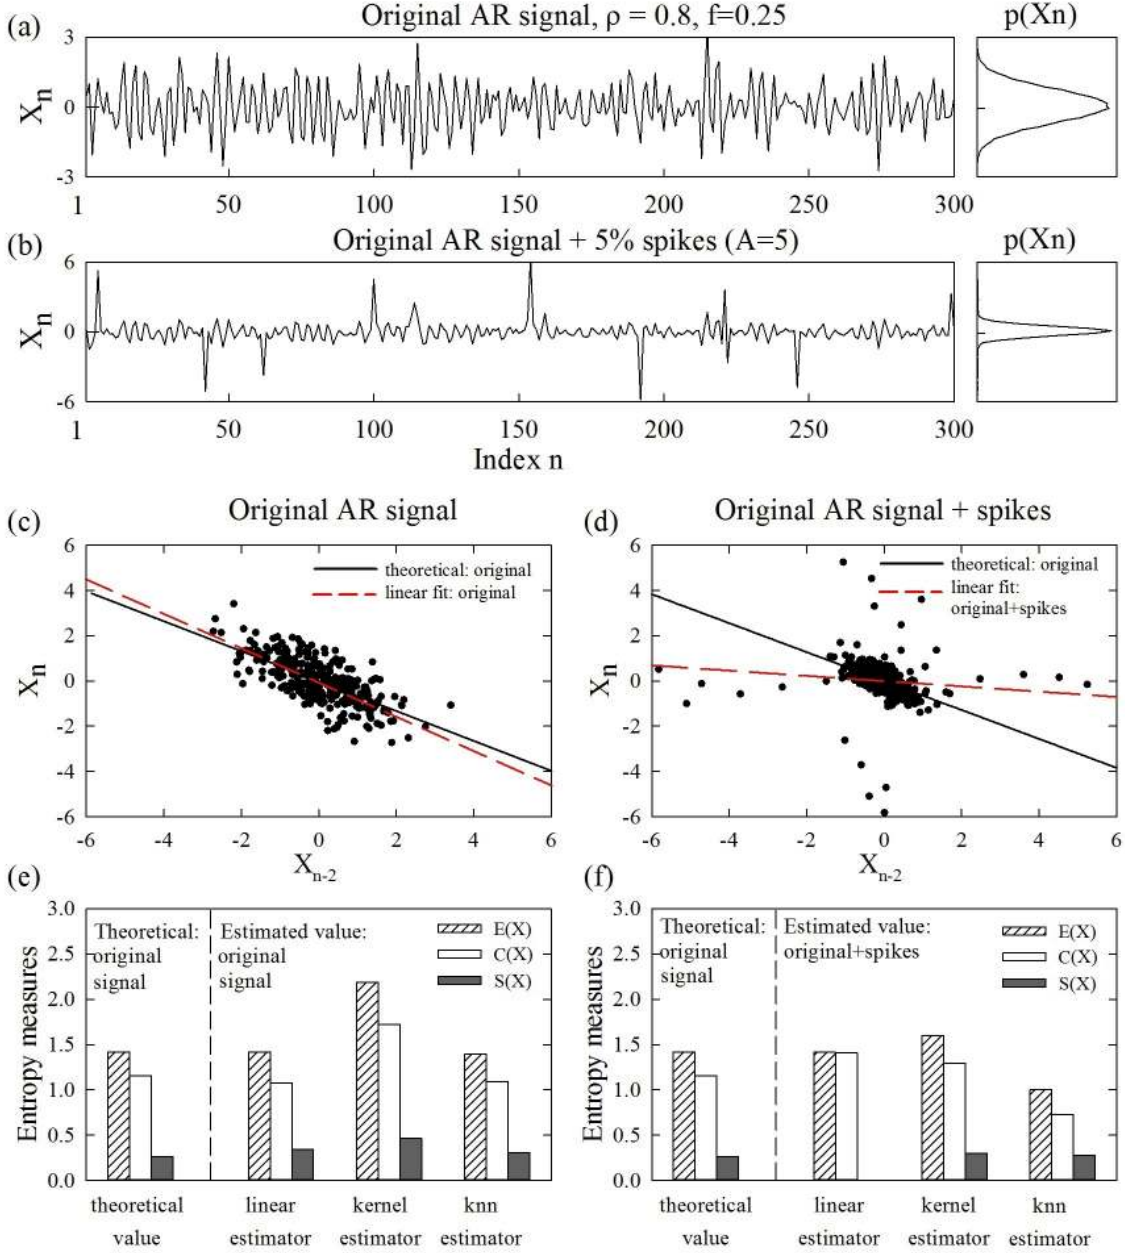 (a) Original AR signal, ρ = 0.8, f=0.25 p(Xn)
3
0
-3
Xn
1 50 100 150 200 250 300
(b) Original AR signal + 5% spikes (A=5) p(Xn)
6
0
-6
Xn
1 50 100 150 200 250 300
Index n
(c) Original AR signal
6
4
2
0
-2
-4
-6
Xn
theoretical: original
linear fit: original
-6 -4 -2 0 2 4 6
Xn-2
(d) Original AR signal + spikes
6
4
2
0
-2
-4
-6
Xn
theoretical: original
linear fit:
original+spikes
-6 -4 -2 0 2 4 6
Xn-2
(e)
3.0
2.5
2.0
1.5
1.0
0.5
0.0
Entropy measures
Theoretical:
original
signal
Estimated value:
original
signal
E(X)
C(X)
S(X)
theoretical linear kernel knn
value estimator estimator estimator
(f)
3.0
2.5
2.0
1.5
1.0
0.5
0.0
Entropy measures
Theoretical:
original
signal
Estimated value:
original+spikes
E(X)
C(X)
S(X)
theoretical linear kernel knn
value estimator estimator estimator